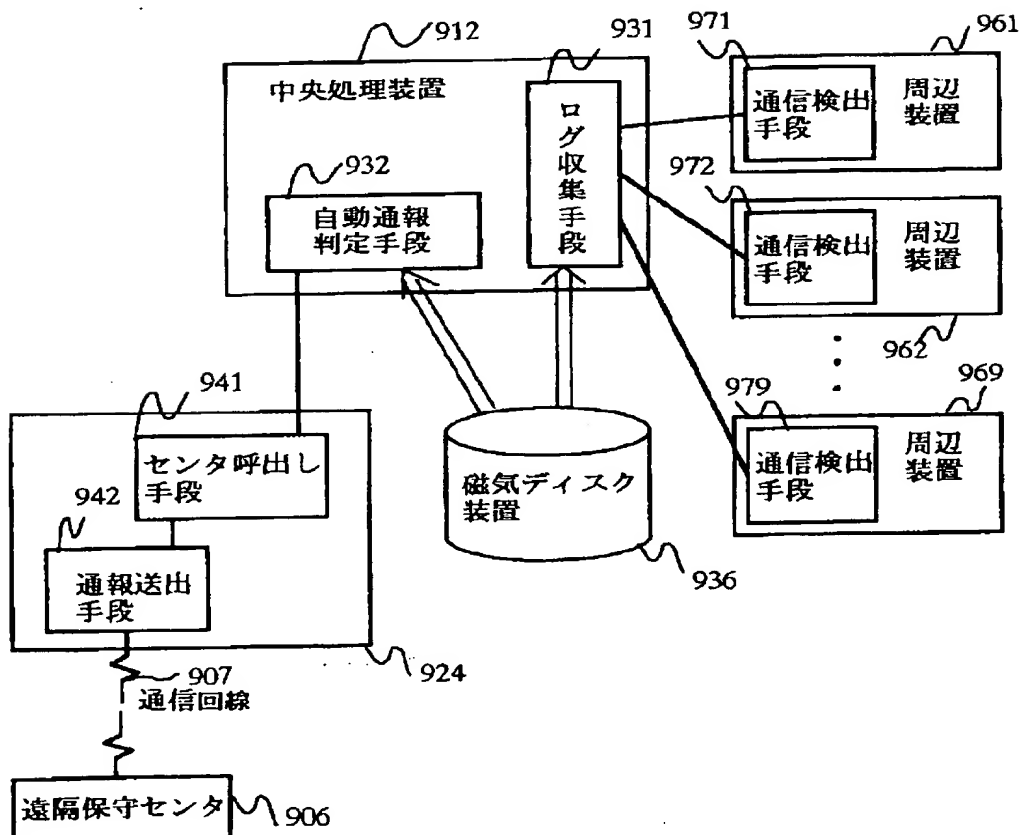 912
931
971
961
中央処理装置
ログ収集手段
通信検出
手段
周辺
装置
932
自動通報
判定手段
972
通信検出
手段
周辺
装置
962
941
センタ呼出し
手段
979
969
通信検出
手段
周辺
装置
942
通報送出
手段
磁気ディスク
装置
936
924
907
通信回線
遠隔保守センタ
906